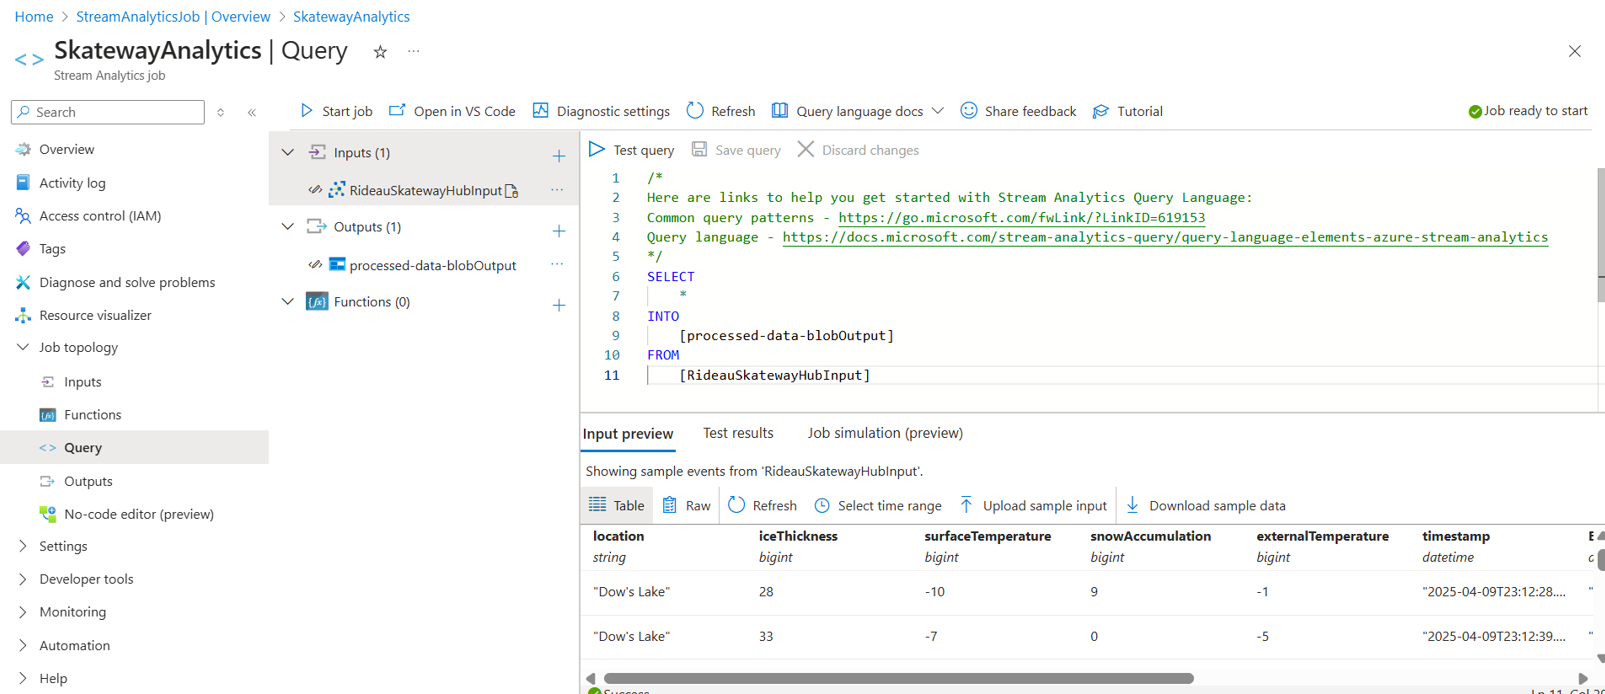 Home > StreamAnalyticsJob | Overview > SkatewayAnalytics
SkatewayAnalytics | Query
Stream Analytics job
Search
Start job
Open in VS Code
Diagnostic settings
Refresh
Query language docs
Share feedback
Tutorial
Job ready to start
Overview
Activity log
Access control (IAM)
Tags
Diagnose and solve problems
Resource visualizer
Job topology
Inputs
Functions
Query
Outputs
No-code editor (preview)
Settings
Developer tools
Monitoring
Automation
Help
Inputs (1)
RideauSkatewayHubInput
Outputs (1)
processed-data-blobOutput
Functions (0)
Test query
Save query
Discard changes
1 /*
2 Here are links to help you get started with Stream Analytics Query Language:
3 Common query patterns - https://go.microsoft.com/fwLink/?LinkID=619153
4 Query language - https://docs.microsoft.com/stream-analytics-query/query-language-elements-azure-stream-analytics
5 */
6 SELECT
7 *
8 INTO
9 [processed-data-blobOutput]
10 FROM
11 [RideauSkatewayHubInput]
Input preview
Test results
Job simulation (preview)
Showing sample events from 'RideauSkatewayHubInput'.
Table
Raw
Refresh
Select time range
Upload sample input
Download sample data
location iceThickness surfaceTemperature snowAccumulation externalTemperature timestamp
string bigint bigint bigint bigint datetime
"Dow's Lake" 28 -10 9 -1 "2025-04-09T23:12:28....
"Dow's Lake" 33 -7 0 -5 "2025-04-09T23:12:39....
Success